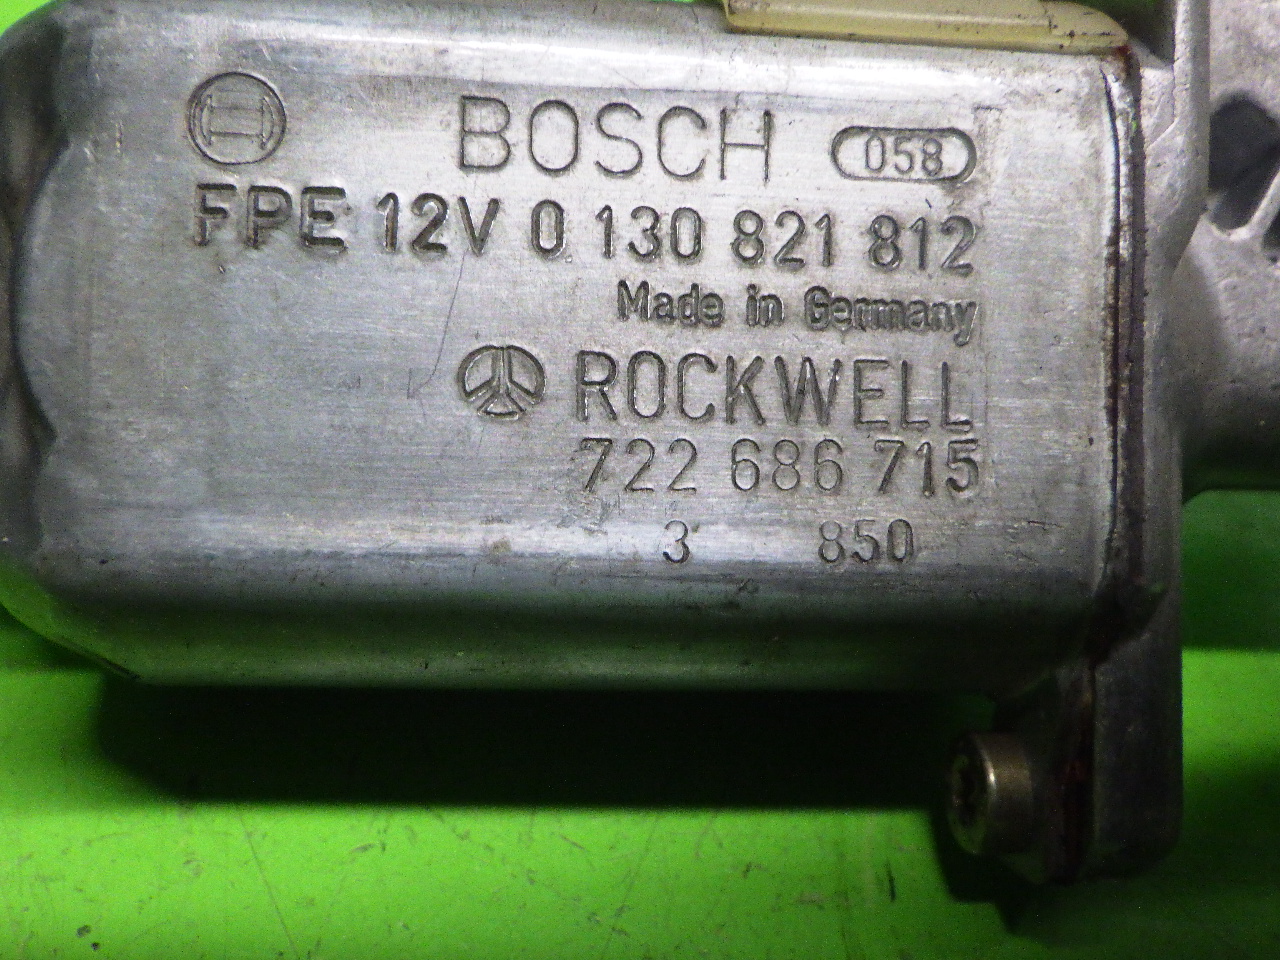 BOSCH 058
FPE 12V 0 130 821 812
Made in Germany
ROCKWELL
722 686 715
3 850